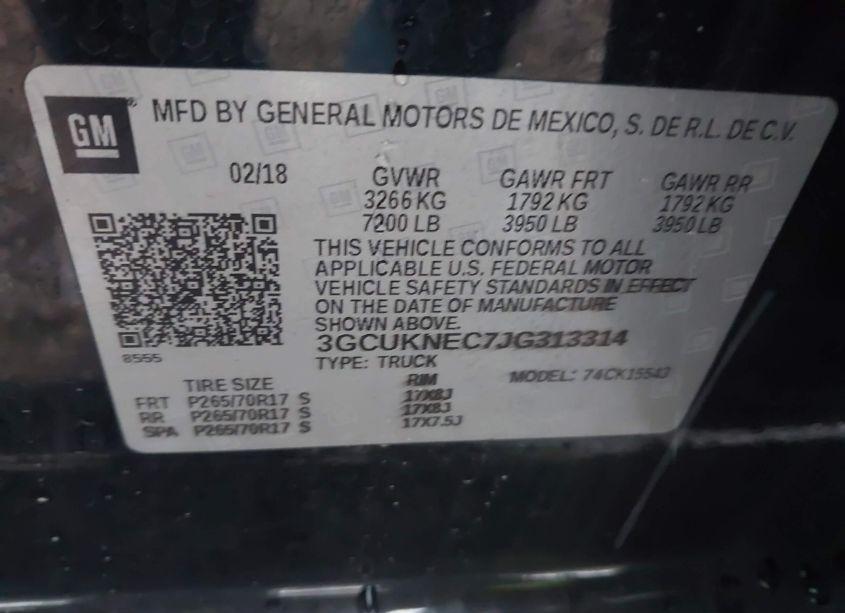 GM
MFD BY GENERAL MOTORS DE MEXICO, S. DE R.L. DE C.V.
02/18 GVWR GAWR FRT GAWR RR
3266 KG 1792 KG 1792 KG
7200 LB 3950 LB 3950 LB
THIS VEHICLE CONFORMS TO ALL
APPLICABLE U.S. FEDERAL MOTOR
VEHICLE SAFETY STANDARDS IN EFFECT
ON THE DATE OF MANUFACTURE
SHOWN ABOVE.
8555
3GCUKNEC7JG313314
TYPE: TRUCK MODEL: 74CK15543
TIRE SIZE RIM
FRT P265/70R17 S 17X8J
RR P265/70R17 S 17X8J
SPA P265/70R17 S 17X7.5J